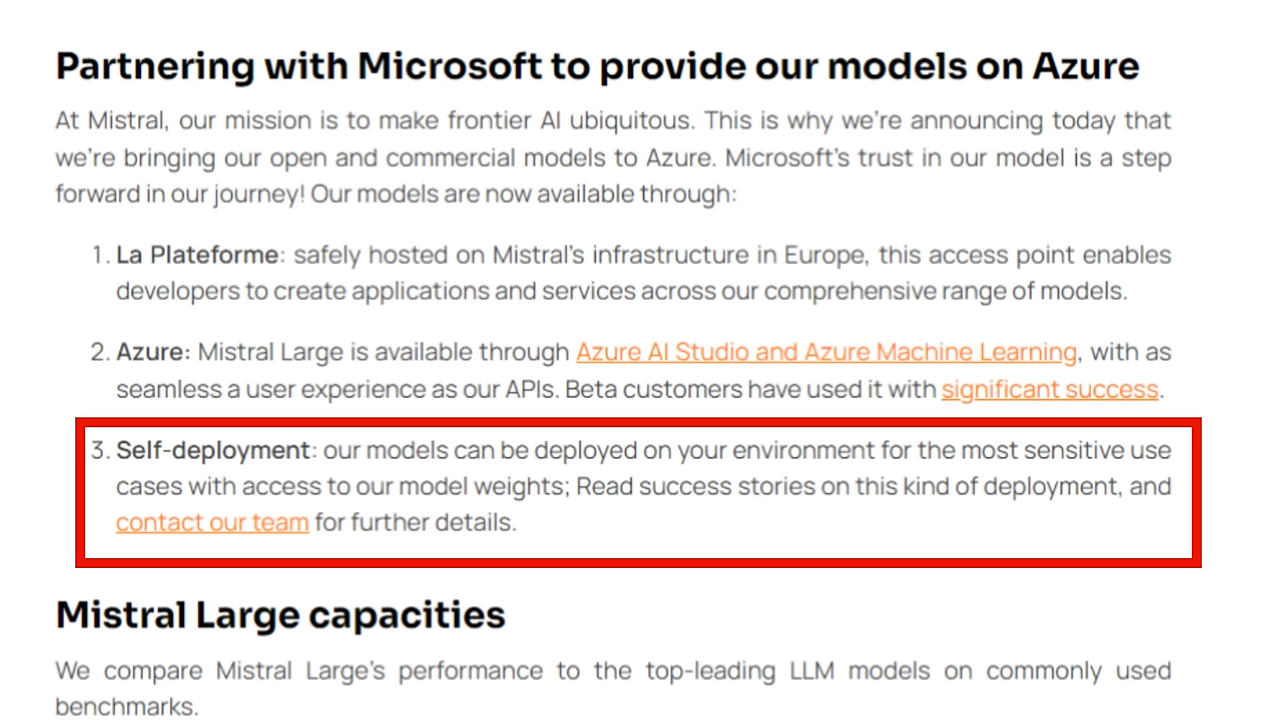 Partnering with Microsoft to provide our models on Azure
At Mistral, our mission is to make frontier AI ubiquitous. This is why we're announcing today that
we're bringing our open and commercial models to Azure. Microsoft's trust in our model is a step
forward in our journey! Our models are now available through:
1. La Plateforme: safely hosted on Mistral's infrastructure in Europe, this access point enables
developers to create applications and services across our comprehensive range of models.
2. Azure: Mistral Large is available through Azure AI Studio and Azure Machine Learning, with as
seamless a user experience as our APIs. Beta customers have used it with significant success.
3. Self-deployment: our models can be deployed on your environment for the most sensitive use
cases with access to our model weights; Read success stories on this kind of deployment, and
contact our team for further details.
Mistral Large capacities
We compare Mistral Large's performance to the top-leading LLM models on commonly used
benchmarks.